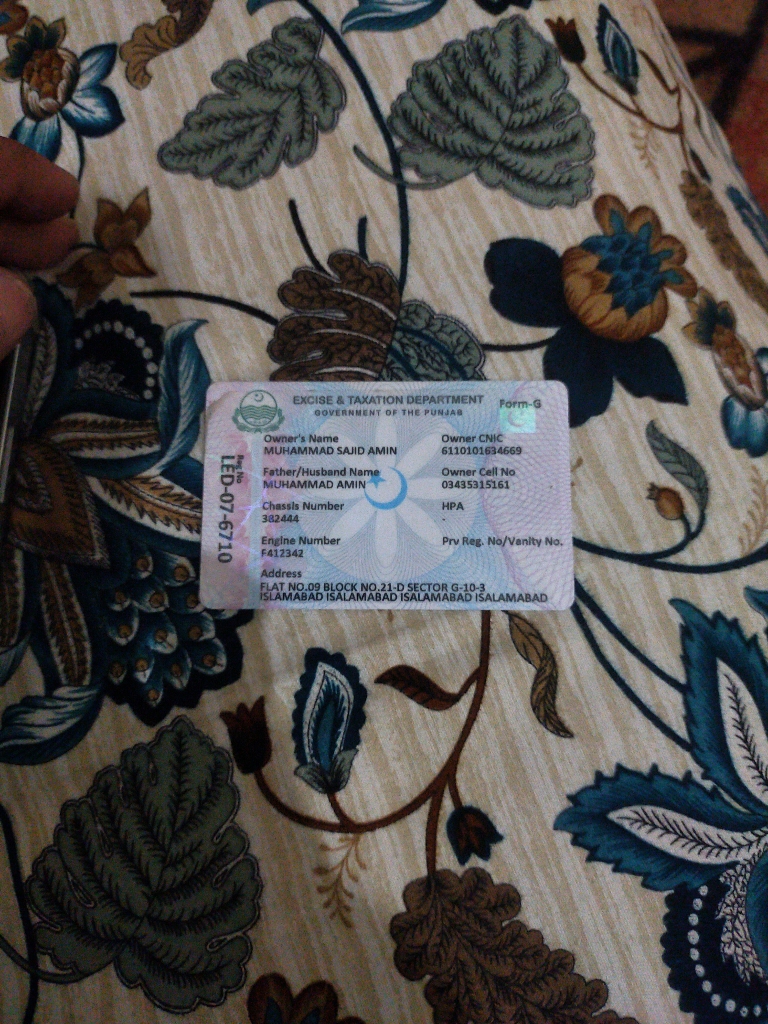 EXCISE & TAXATION DEPARTMENT
GOVERNMENT OF THE PUNJAB
Form-G
Reg No
LED-07-6710
Owner's Name
MUHAMMAD SAJID AMIN
Owner CNIC
6110101634669
Father/Husband Name
MUHAMMAD AMIN
Owner Cell No
03435315161
Chassis Number
382444
HPA
-
Engine Number
F412342
Prv Reg. No/Vanity No.
Address
FLAT NO.09 BLOCK NO.21-D SECTOR G-10-3
ISLAMABAD ISALAMABAD ISALAMABAD ISALAMABAD